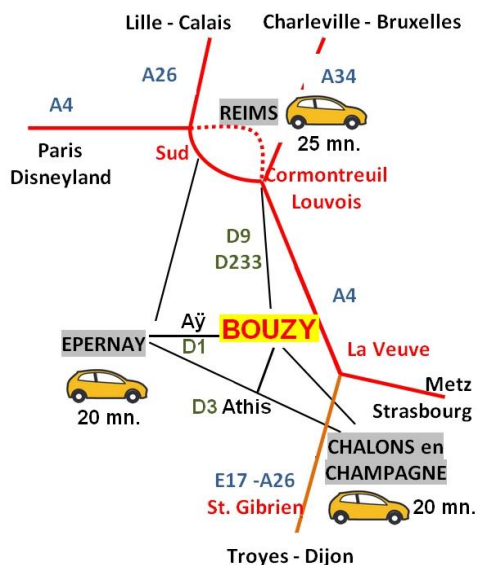 Lille - Calais
Charleville - Bruxelles
A26
A34
A4
REIMS
25 mn.
Paris
Disneyland
Sud
Cormontreuil
Louvois
D9
D233
A4
Aÿ
BOUZY
EPERNAY
D1
La Veuve
20 mn.
Metz
Strasbourg
D3 Athis
CHALONS en
CHAMPAGNE
E17 -A26
St. Gibrien
20 mn.
Troyes - Dijon